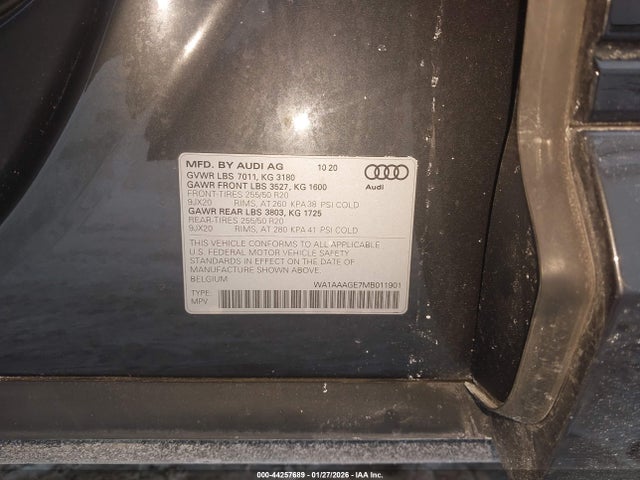 MFD. BY AUDI AG 10 20
GVWR LBS 7011, KG 3180
GAWR FRONT LBS 3527, KG 1600
FRONT-TIRES 255/50 R20
9JX20 RIMS, AT 260 KPA 38 PSI COLD
GAWR REAR LBS 3803, KG 1725
REAR-TIRES 255/50 R20
9JX20 RIMS, AT 280 KPA 41 PSI COLD
Audi
THIS VEHICLE CONFORMS TO ALL APPLICABLE
U.S. FEDERAL MOTOR VEHICLE SAFETY
STANDARDS IN EFFECT ON THE DATE OF
MANUFACTURE SHOWN ABOVE.
BELGIUM
WA1AAAGE7MB011901
TYPE:
MPV
000-44257689 - 01/27/2026 - IAA Inc.